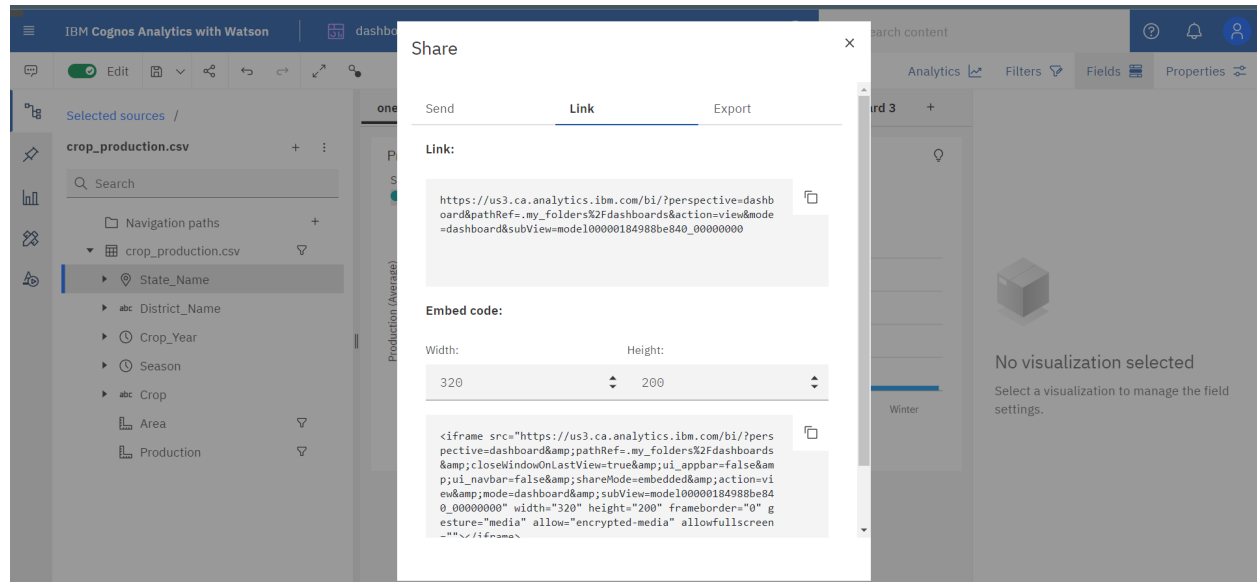 IBM Cognos Analytics with Watson
dashbo
earch content
Edit
Analytics
Filters
Fields
Properties
Selected sources /
crop_production.csv
Search
Navigation paths
crop_production.csv
State_Name
abc District_Name
Crop_Year
Season
abc Crop
Area
Production
one
ard 3
Production (Average)
Winter
Share
Send
Link
Export
Link:
https://us3.ca.analytics.ibm.com/bi/?perspective=dashb
oard&pathRef=.my_folders%2Fdashboards&action=view&mode
=dashboard&subView=model00000184988be840_00000000
Embed code:
Width:
Height:
320
200
<iframe src="https://us3.ca.analytics.ibm.com/bi/?pers
pective=dashboard&amp;pathRef=.my_folders%2Fdashboards
&amp;closeWindowOnLastView=true&amp;ui_appbar=false&am
p;ui_navbar=false&amp;shareMode=embedded&amp;action=vi
ew&amp;mode=dashboard&amp;subView=model00000184988be84
0_00000000" width="320" height="200" frameborder="0" g
esture="media" allow="encrypted-media" allowfullscreen
=""></iframe>
No visualization selected
Select a visualization to manage the field
settings.